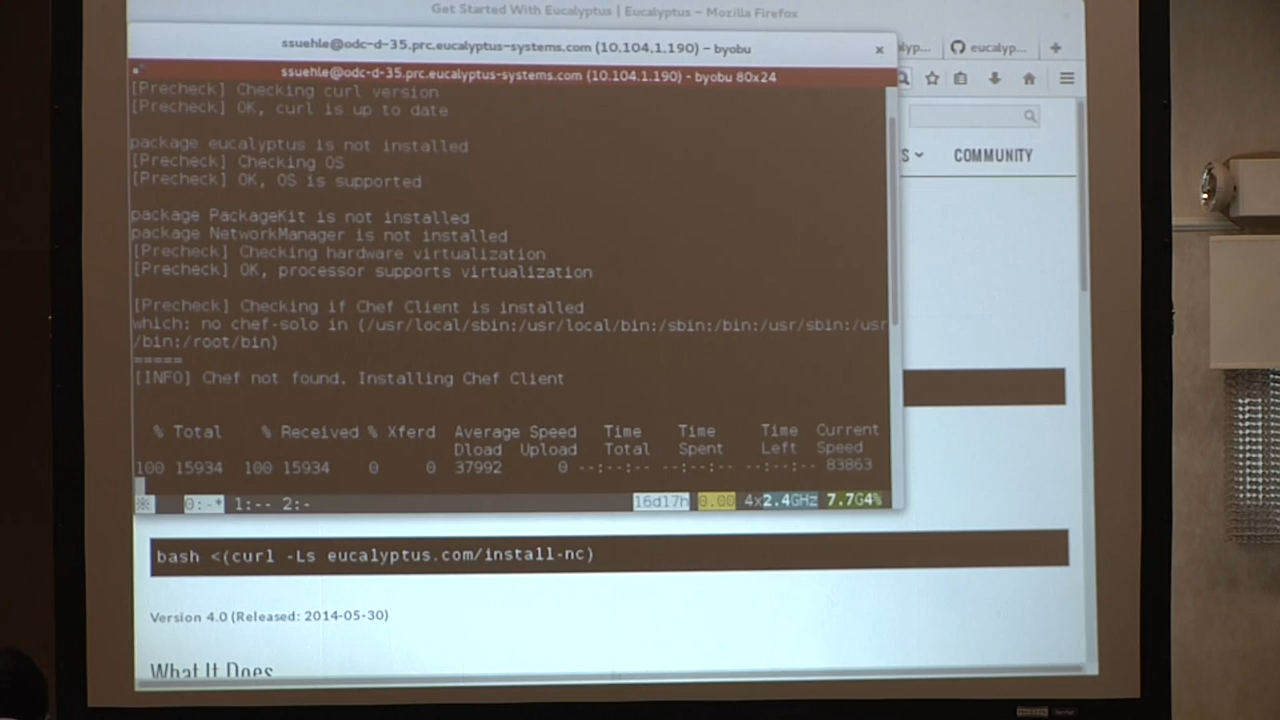 Get Started With Eucalyptus | Eucalyptus – Mozilla Firefox
ssuehle@odc-d-35.prc.eucalyptus-systems.com (10.104.1.190) – byobu
eucalyp...
ssuehle@odc-d-35.prc.eucalyptus-systems.com (10.104.1.190) - byobu 80x24
[Precheck] Checking curl version
[Precheck] OK, curl is up to date
package eucalyptus is not installed
[Precheck] Checking OS
[Precheck] OK, OS is supported
COMMUNITY
package PackageKit is not installed
package NetworkManager is not installed
[Precheck] Checking hardware virtualization
[Precheck] OK, processor supports virtualization
[Precheck] Checking if Chef Client is installed
which: no chef-solo in (/usr/local/sbin:/usr/local/bin:/sbin:/bin:/usr/sbin:/usr
/bin:/root/bin)
=====
[INFO] Chef not found. Installing Chef Client
% Total % Received % Xferd Average Speed Time Time Time Current
Dload Upload Total Spent Left Speed
100 15934 100 15934 0 0 37992 0 --:--:-- --:--:-- --:--:-- 83863
0:-* 1:-- 2:- 16d17h 0.00 4x2.4GHz 7.7G4%
bash <(curl -Ls eucalyptus.com/install-nc)
Version 4.0 (Released: 2014-05-30)
What It Does